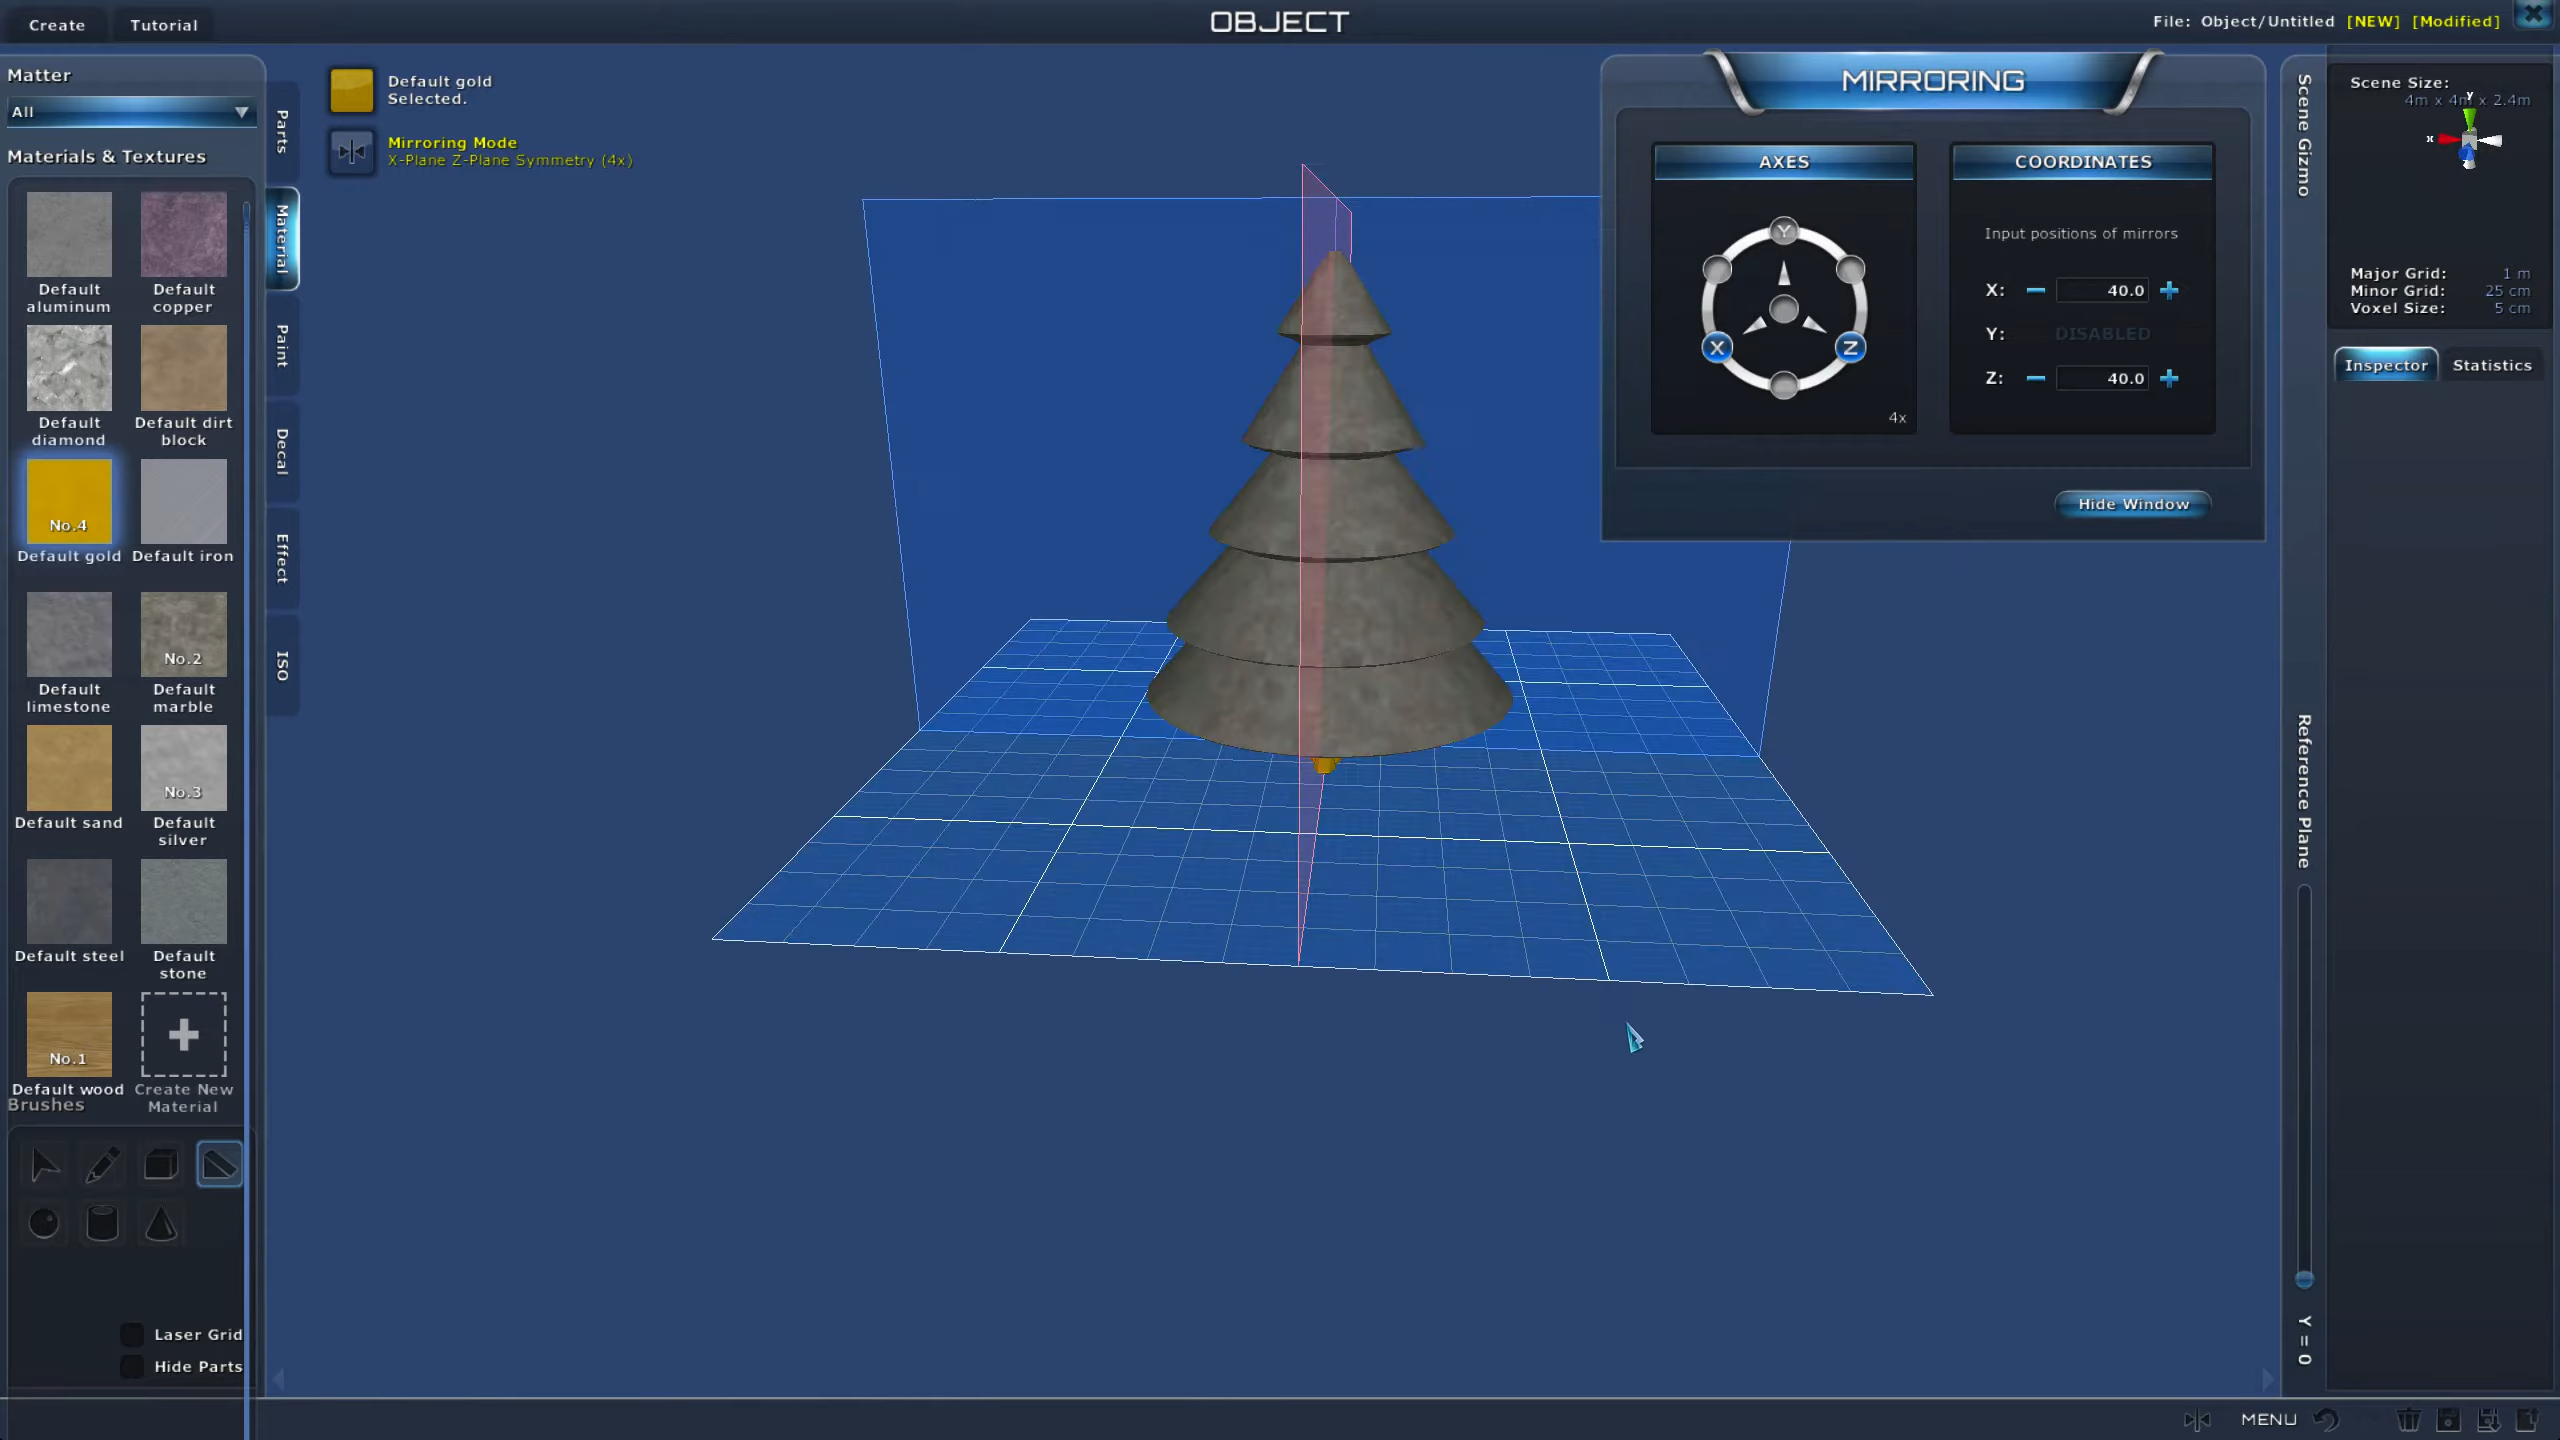 Create
Tutorial
OBJECT
File: Object/Untitled [NEW] [Modified]
Matter
All
Materials & Textures
Default
aluminum
Default
copper
Default
diamond
Default dirt
block
No.4
Default gold
Default iron
Default
limestone
No.2
Default
marble
Default sand
No.3
Default
silver
Default steel
Default
stone
No.1
Default wood
Create New
Material
Brushes
Laser Grid
Hide Parts
Parts
Material
Paint
Decal
Effect
ISO
Default gold
Selected.
Mirroring Mode
X-Plane Z-Plane Symmetry (4x)
MIRRORING
AXES
Y
X
Z
4x
COORDINATES
Input positions of mirrors
X: 40.0
Y: DISABLED
Z: 40.0
Hide Window
Scene Gizmo
Reference Plane
Y = 0
Scene Size:
4m x 4m x 2.4m
Y
X
Major Grid: 1 m
Minor Grid: 25 cm
Voxel Size: 5 cm
Inspector
Statistics
MENU